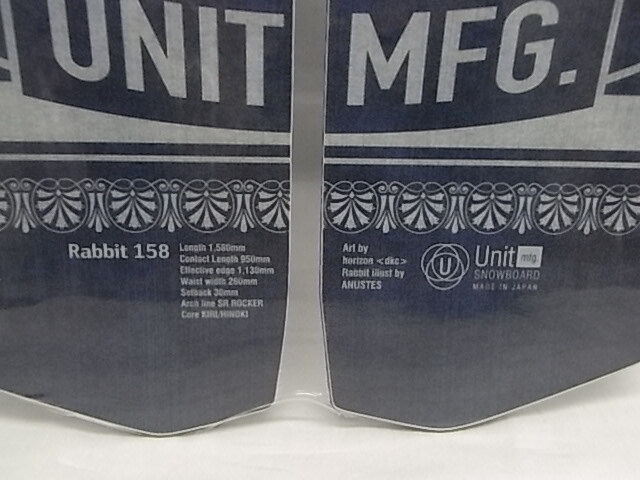 UNIT MFG.
Rabbit 158
Length 1,580mm
Contact Length 950mm
Effective edge 1,130mm
Waist width 260mm
Setback 30mm
Arch line SR ROCKER
Core KIRI/HINOKI
Art by
horizon <dkc>
Rabbit illust by
ANUSTES
U
Unit mfg.
SNOWBOARD
MADE IN JAPAN